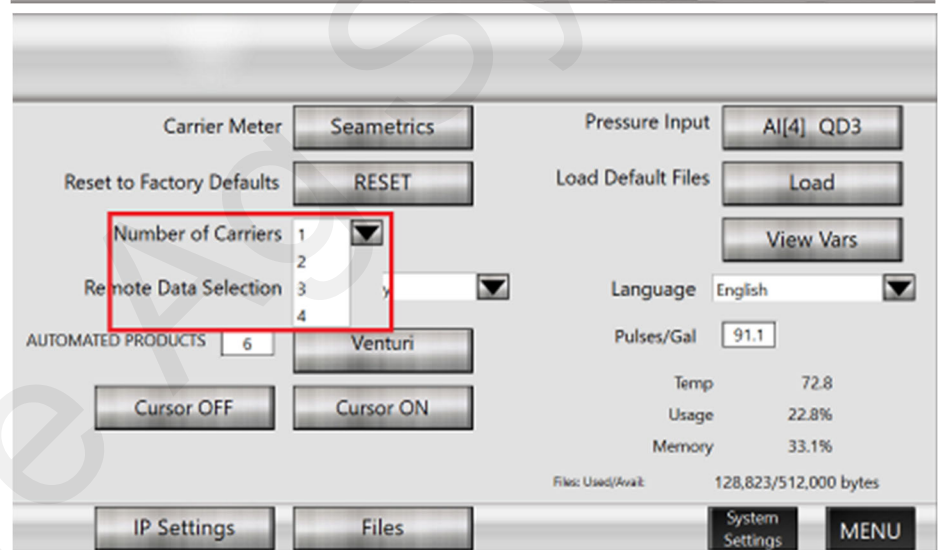 Carrier Meter Seametrics Pressure Input AI[4] QD3
Reset to Factory Defaults RESET Load Default Files Load
Number of Carriers 1 View Vars
2
Remote Data Selection 3 y Language English
4
AUTOMATED PRODUCTS 6 Venturi Pulses/Gal 91.1
Temp 72.8
Cursor OFF Cursor ON Usage 22.8%
Memory 33.1%
Files: Used/Avail: 128,823/512,000 bytes
IP Settings Files System Settings MENU